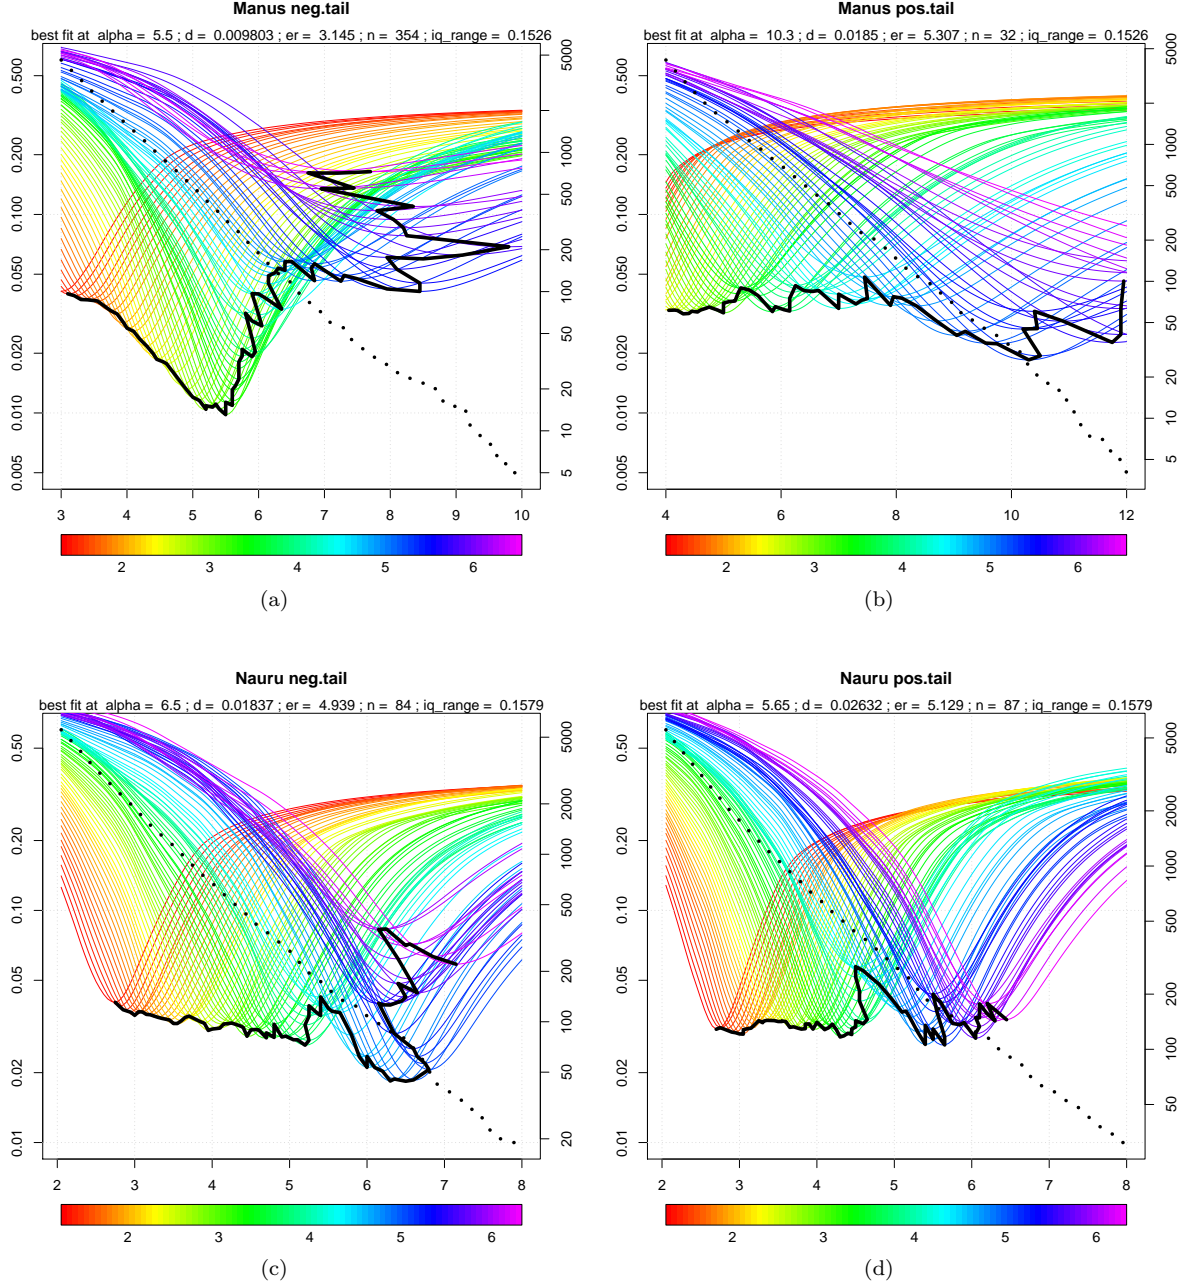 Manus neg.tail
best fit at alpha = 5.5 ; d = 0.009803 ; er = 3.145 ; n = 354 ; iq_range = 0.1526
0.500
0.200
0.100
0.050
0.020
0.010
0.005
5000
1000
500
200
100
50
20
10
5
3 4 5 6 7 8 9 10
2 3 4 5 6
(a)
Manus pos.tail
best fit at alpha = 10.3 ; d = 0.0185 ; er = 5.307 ; n = 32 ; iq_range = 0.1526
0.500
0.200
0.100
0.050
0.020
0.010
0.005
5000
1000
500
200
100
50
20
10
5
4 6 8 10 12
2 3 4 5 6
(b)
Nauru neg.tail
best fit at alpha = 6.5 ; d = 0.01837 ; er = 4.939 ; n = 84 ; iq_range = 0.1579
0.50
0.20
0.10
0.05
0.02
0.01
5000
2000
1000
500
200
100
50
20
2 3 4 5 6 7 8
2 3 4 5 6
(c)
Nauru pos.tail
best fit at alpha = 5.65 ; d = 0.02632 ; er = 5.129 ; n = 87 ; iq_range = 0.1579
0.50
0.20
0.10
0.05
0.02
0.01
5000
2000
1000
500
200
100
50
2 3 4 5 6 7 8
2 3 4 5 6
(d)